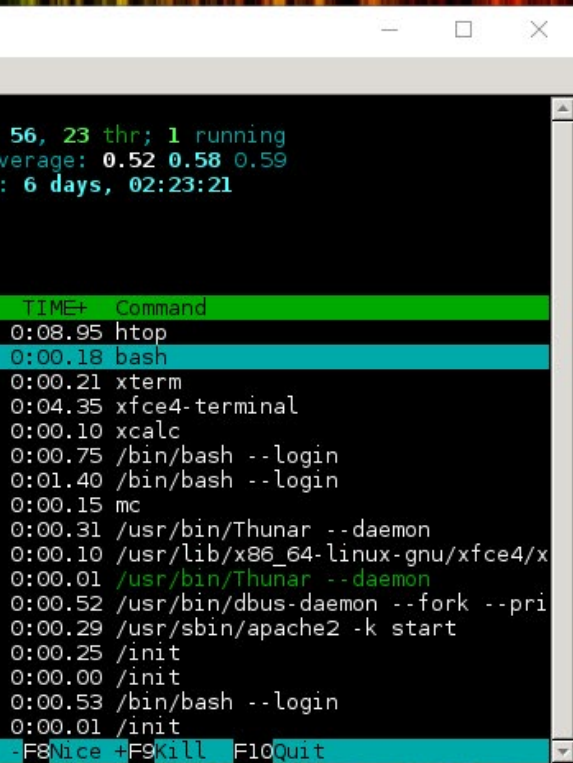 56, 23 thr; 1 running
verage: 0.52 0.58 0.59
: 6 days, 02:23:21
TIME+ Command
0:08.95 htop
0:00.18 bash
0:00.21 xterm
0:04.35 xfce4-terminal
0:00.10 xcalc
0:00.75 /bin/bash --login
0:01.40 /bin/bash --login
0:00.15 mc
0:00.31 /usr/bin/Thunar --daemon
0:00.10 /usr/lib/x86_64-linux-gnu/xfce4/x
0:00.01 /usr/bin/Thunar --daemon
0:00.52 /usr/bin/dbus-daemon --fork --pri
0:00.29 /usr/sbin/apache2 -k start
0:00.25 /init
0:00.00 /init
0:00.53 /bin/bash --login
0:00.01 /init
-F8Nice +F9Kill F10Quit